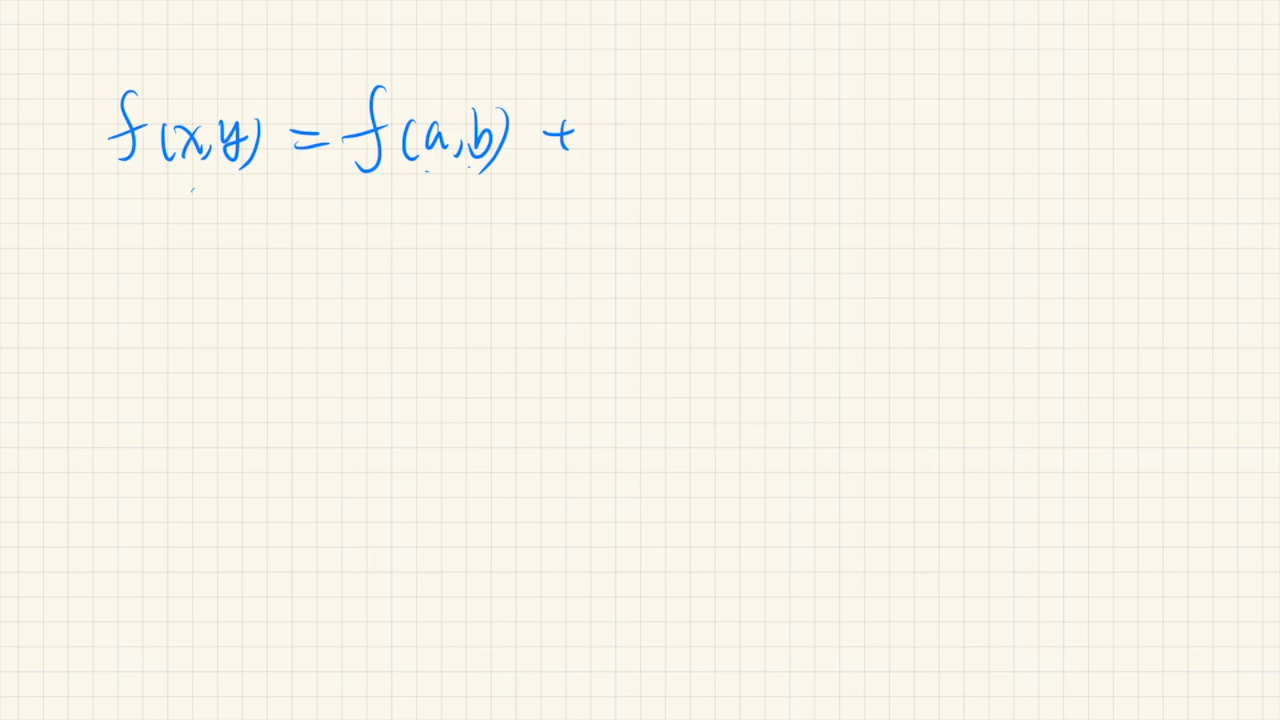 f(x,y) = f(a,b) +